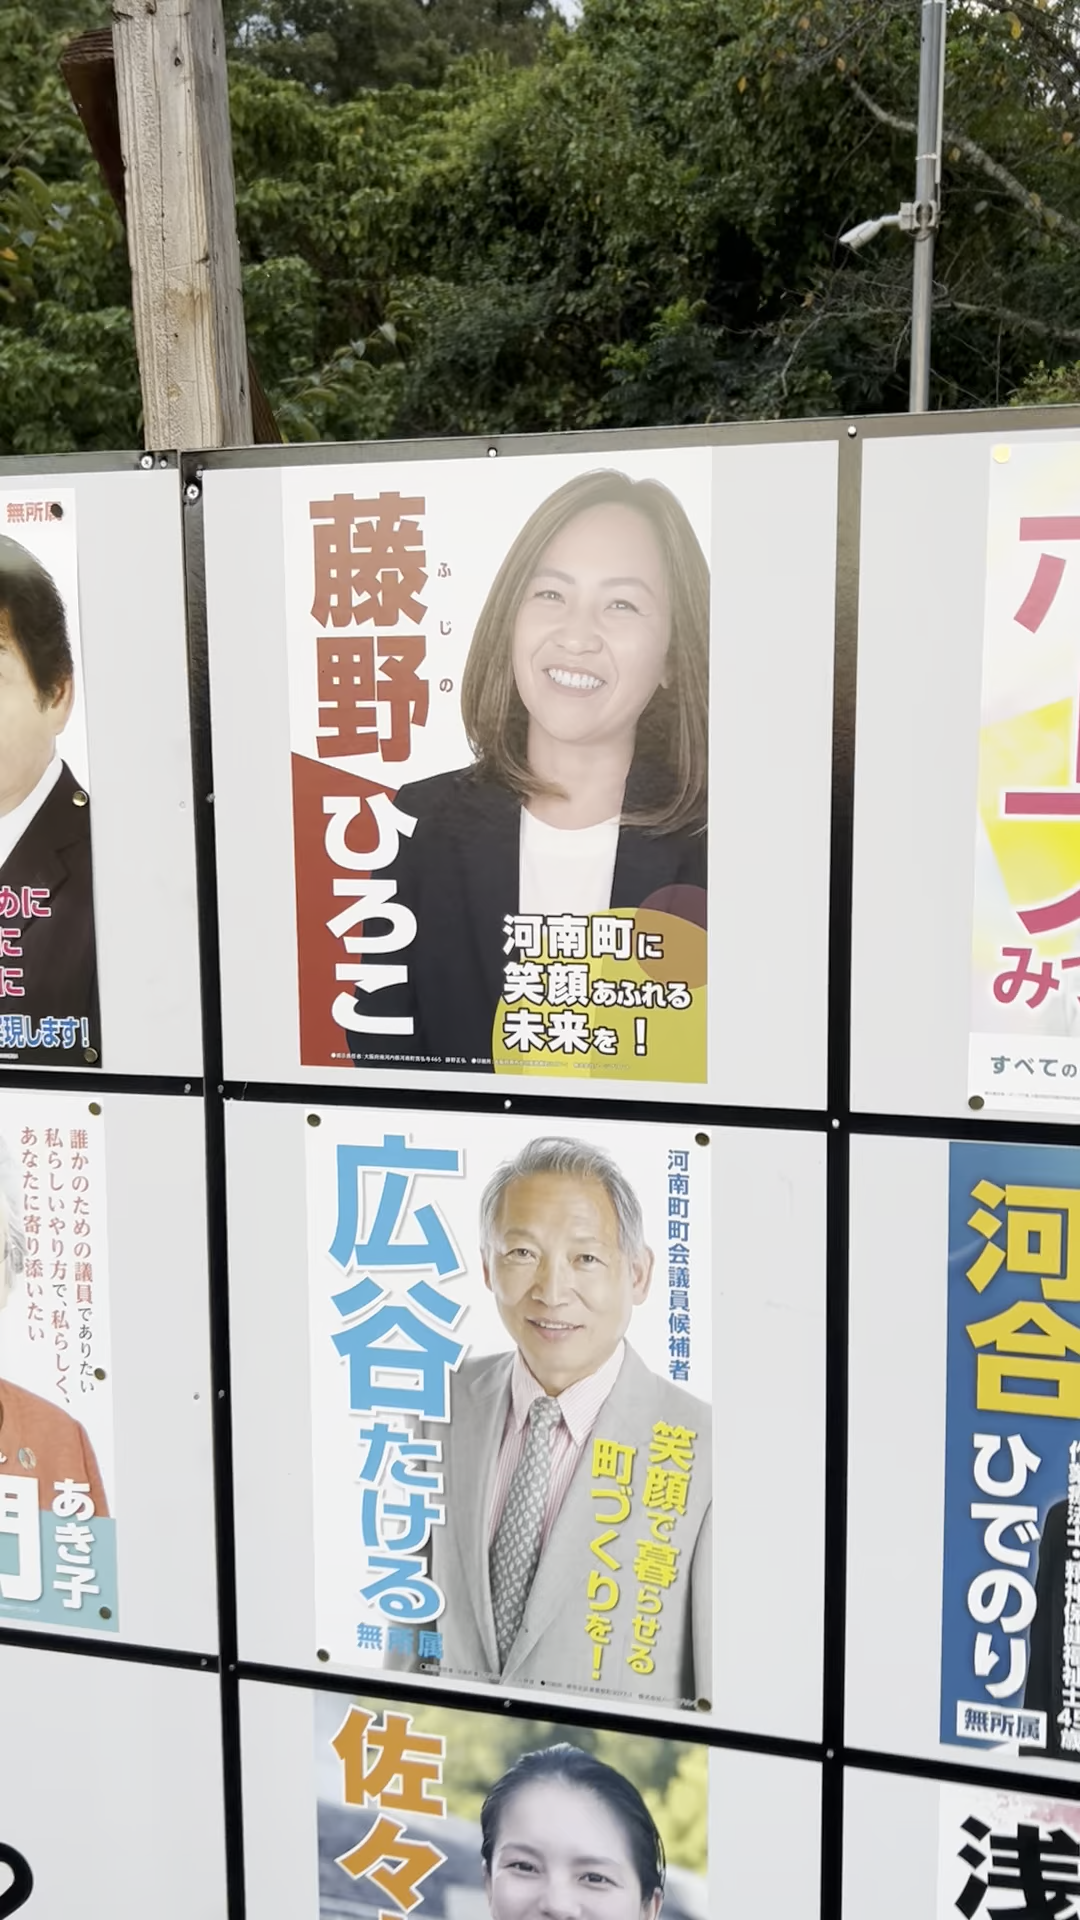 無所属
めに
に
に
実現します!
藤野
ふじの
ひろこ
河南町に
笑顔あふれる
未来を!
みず
すべての
誰かのための議員でありたい
私らしいやり方で、私らしく、
あなたに寄り添いたい
あき子
広谷
たける
無所属
河南町町会議員候補者
笑顔で暮らせる
町づくりを!
河合
ひでのり
無所属
佐々
浅